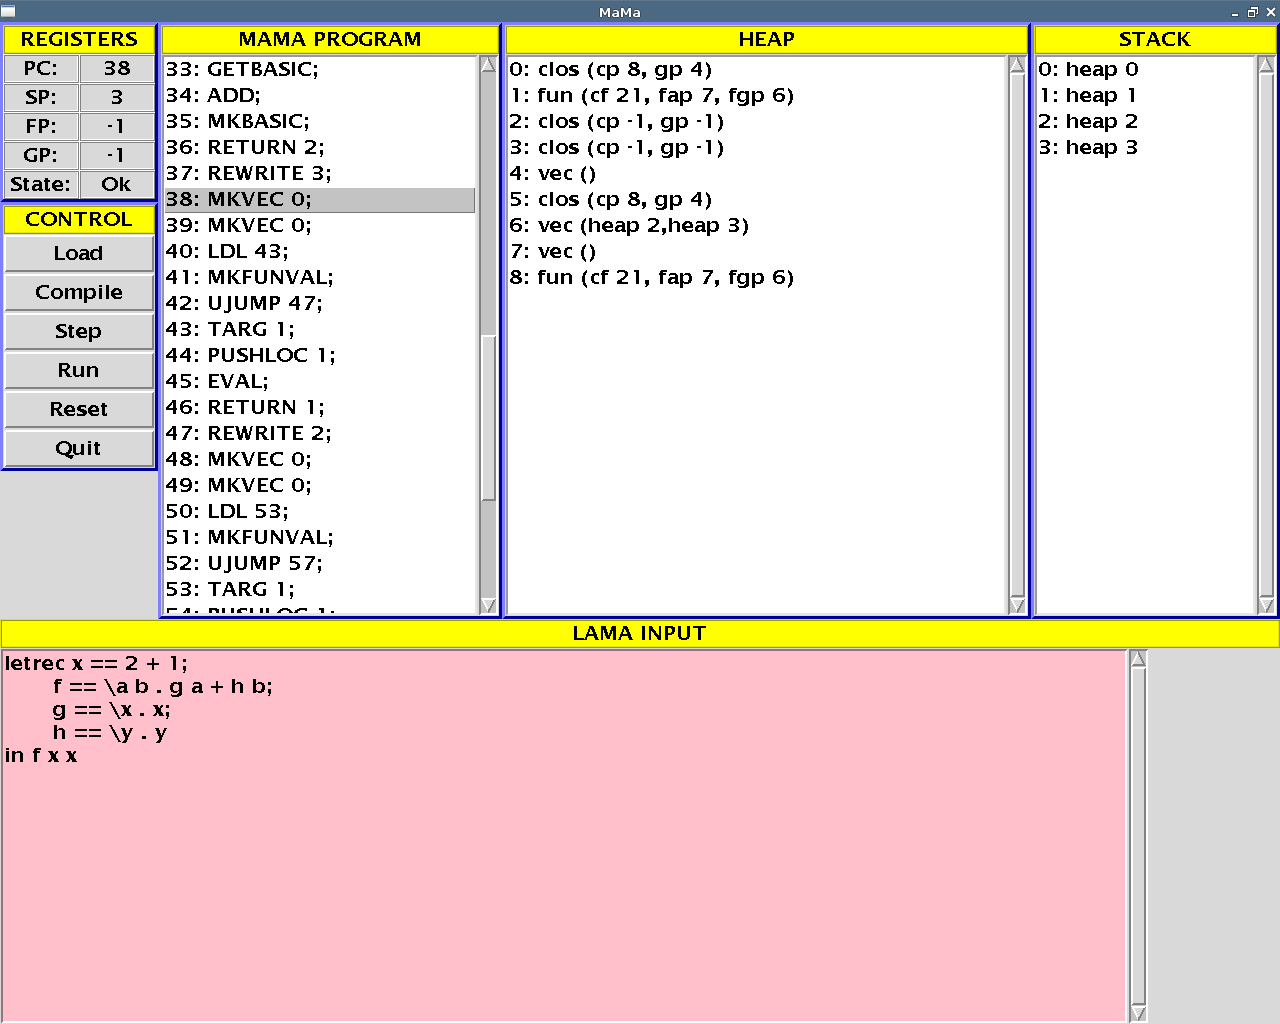 MaMa
REGISTERS
PC: 38
SP: 3
FP: -1
GP: -1
State: Ok
CONTROL
Load
Compile
Step
Run
Reset
Quit
MAMA PROGRAM
33: GETBASIC;
34: ADD;
35: MKBASIC;
36: RETURN 2;
37: REWRITE 3;
38: MKVEC 0;
39: MKVEC 0;
40: LDL 43;
41: MKFUNVAL;
42: UJUMP 47;
43: TARG 1;
44: PUSHLOC 1;
45: EVAL;
46: RETURN 1;
47: REWRITE 2;
48: MKVEC 0;
49: MKVEC 0;
50: LDL 53;
51: MKFUNVAL;
52: UJUMP 57;
53: TARG 1;
54: PUSHLOC 1;
HEAP
0: clos (cp 8, gp 4)
1: fun (cf 21, fap 7, fgp 6)
2: clos (cp -1, gp -1)
3: clos (cp -1, gp -1)
4: vec ()
5: clos (cp 8, gp 4)
6: vec (heap 2,heap 3)
7: vec ()
8: fun (cf 21, fap 7, fgp 6)
STACK
0: heap 0
1: heap 1
2: heap 2
3: heap 3
LAMA INPUT
letrec x == 2 + 1;
f == \a b . g a + h b;
g == \x . x;
h == \y . y
in f x x